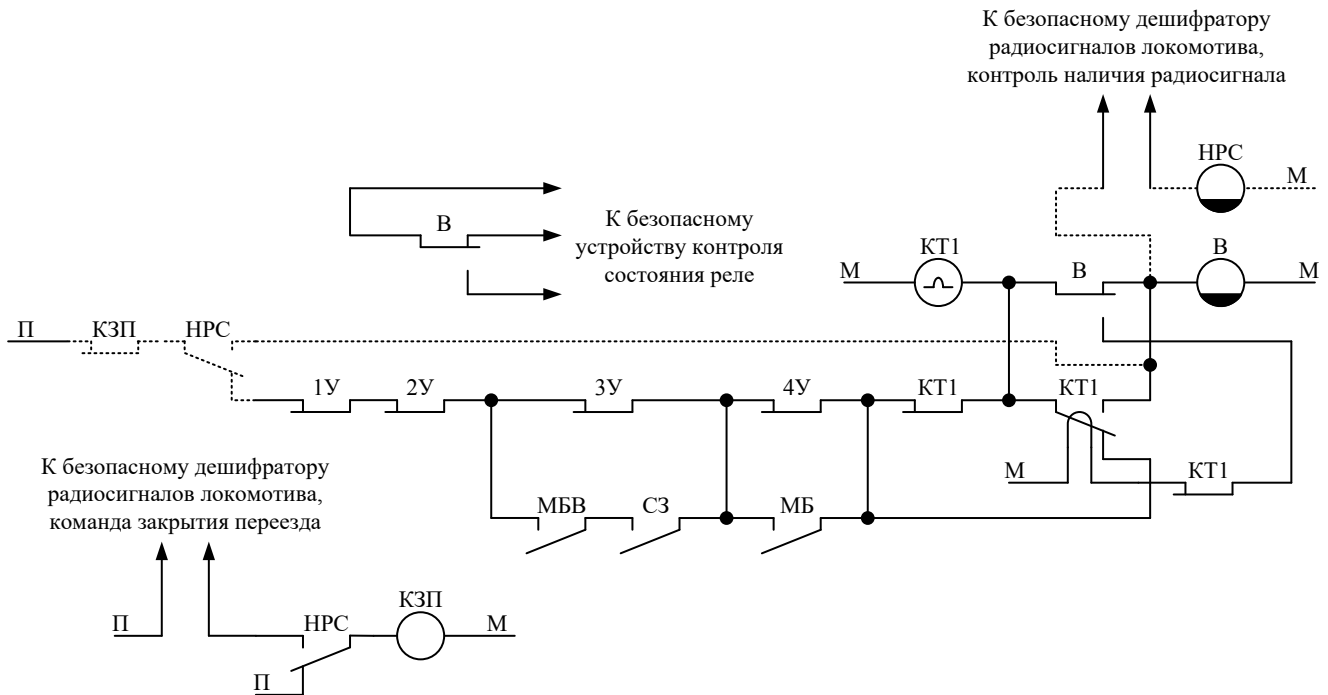 К безопасному дешифратору
радиосигналов локомотива,
контроль наличия радиосигнала
НРС
М
В
К безопасному
устройству контроля
состояния реле
М
КТ1
В
В
М
П
КЗП
НРС
1У
2У
3У
4У
КТ1
КТ1
К безопасному дешифратору
радиосигналов локомотива,
команда закрытия переезда
М
КТ1
МБВ
СЗ
МБ
П
НРС
КЗП
М
П